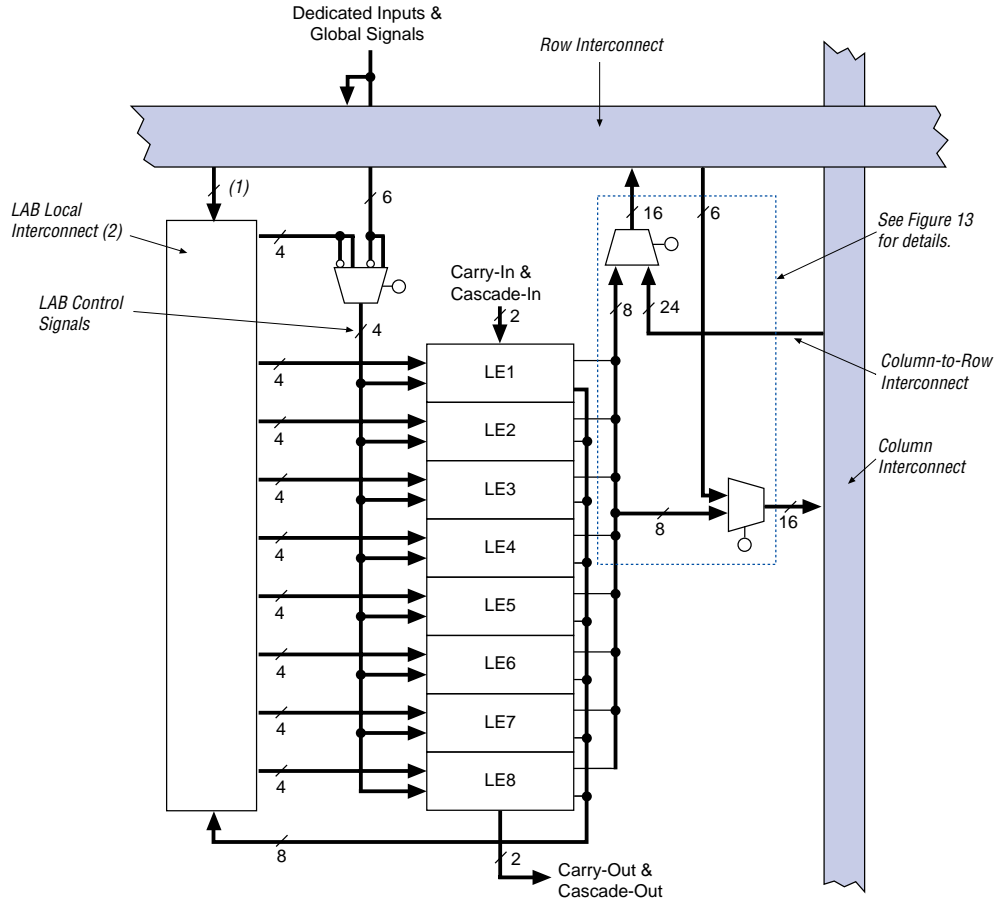 Dedicated Inputs &
Global Signals
Row Interconnect
(1)
6
16
6
LAB Local
Interconnect (2)
See Figure 13
for details.
4
Carry-In &
Cascade-In
LAB Control
Signals
4
2
8
24
Column-to-Row
Interconnect
LE1
4
LE2
4
Column
Interconnect
LE3
4
8
16
LE4
4
LE5
4
LE6
4
LE7
4
LE8
4
8
2
Carry-Out &
Cascade-Out